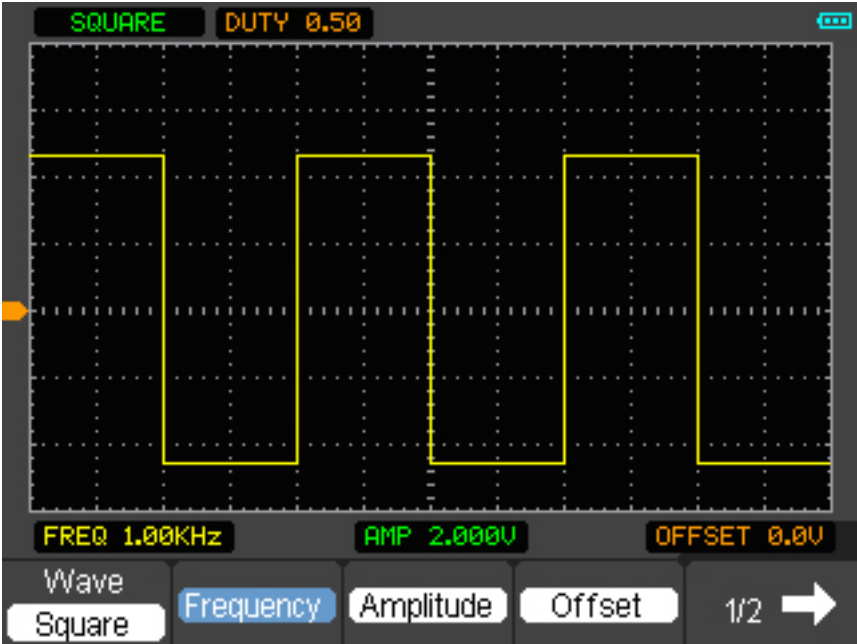 SQUARE DUTY 0.50
FREQ 1.00KHz AMP 2.000V OFFSET 0.0V
Wave
Square Frequency Amplitude Offset 1/2